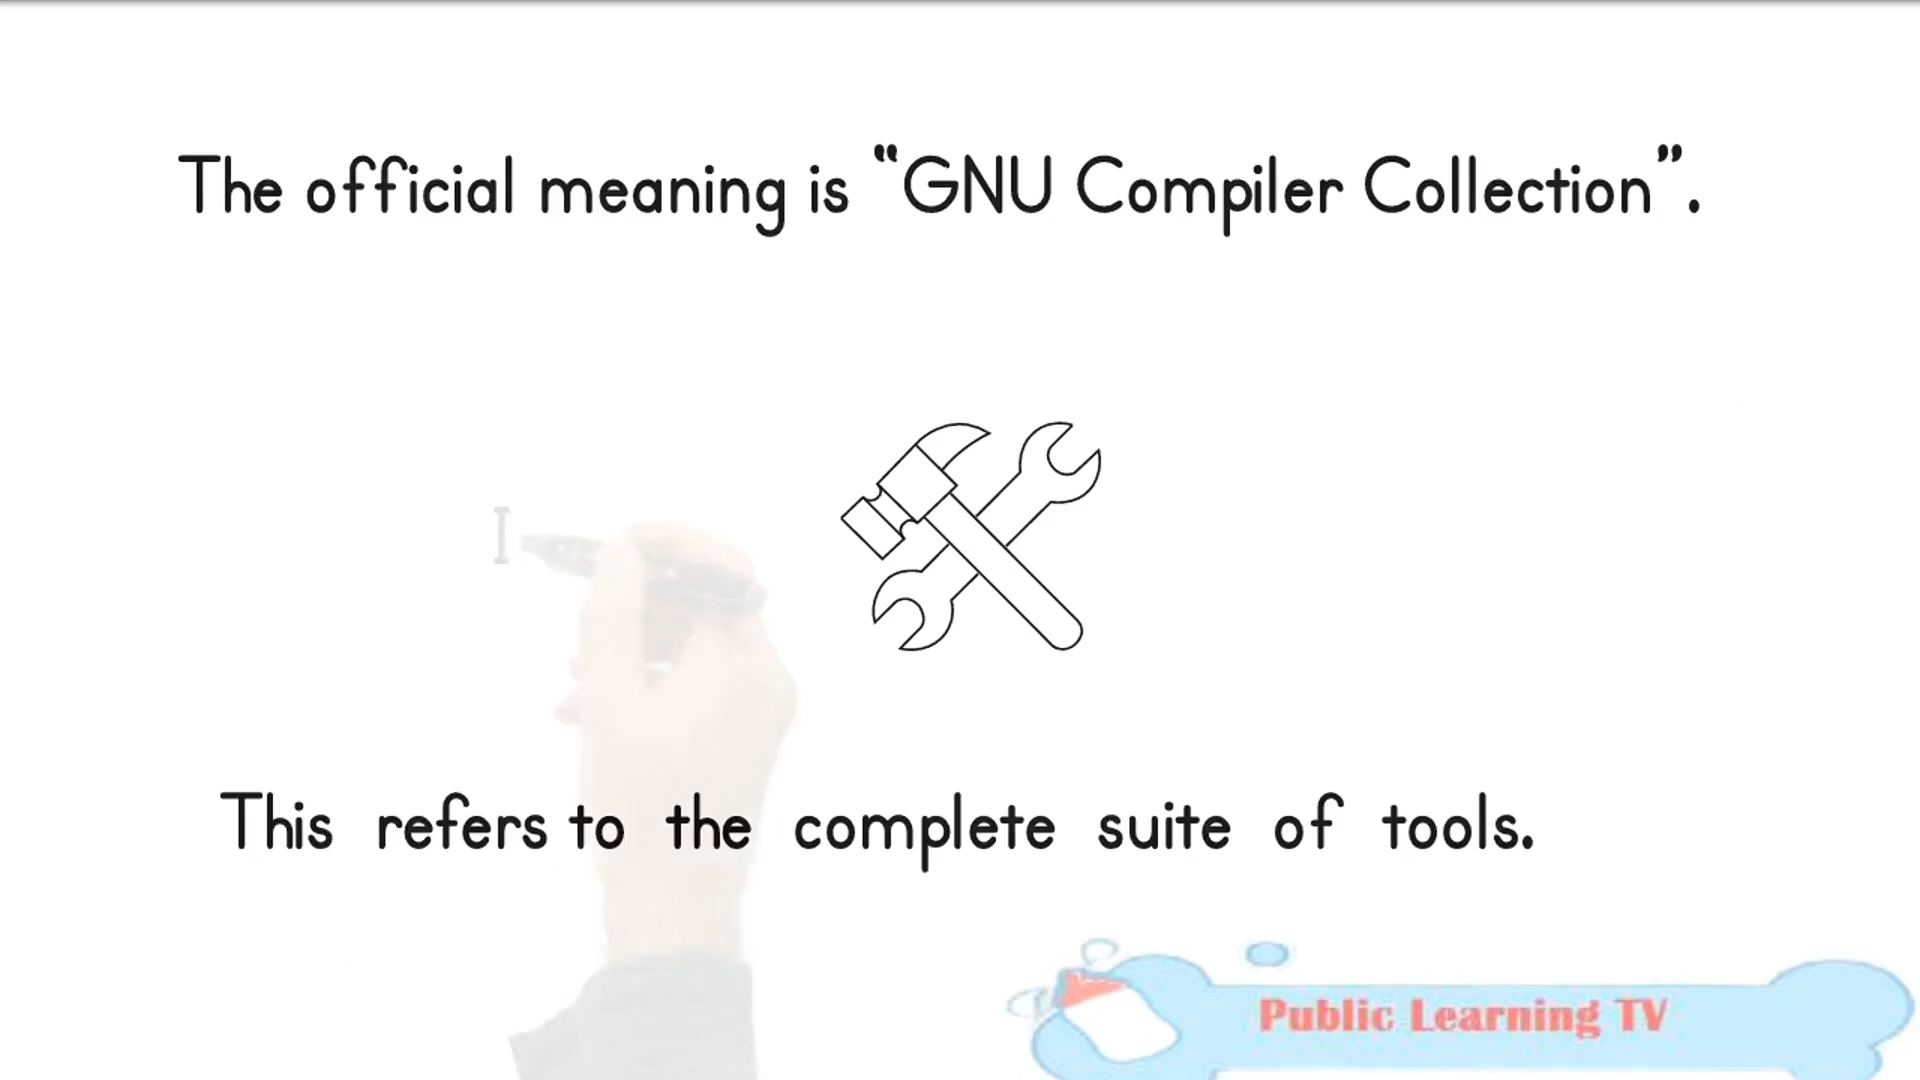 The official meaning is “GNU Compiler Collection”.
I
This refers to the complete suite of tools.
Public Learning TV